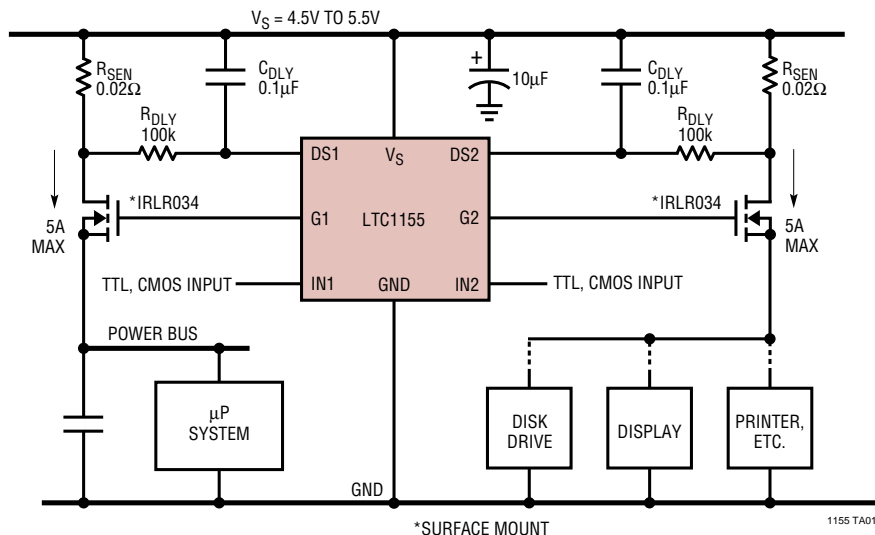 V_S = 4.5V TO 5.5V
R_SEN
0.02Ω
C_DLY
0.1µF
+
10µF
C_DLY
0.1µF
R_SEN
0.02Ω
R_DLY
100k
R_DLY
100k
DS1
V_S
DS2
*IRLR034
*IRLR034
5A
MAX
G1
LTC1155
G2
5A
MAX
TTL, CMOS INPUT
IN1
GND
IN2
TTL, CMOS INPUT
POWER BUS
µP
SYSTEM
DISK
DRIVE
DISPLAY
PRINTER,
ETC.
GND
*SURFACE MOUNT
1155 TA01